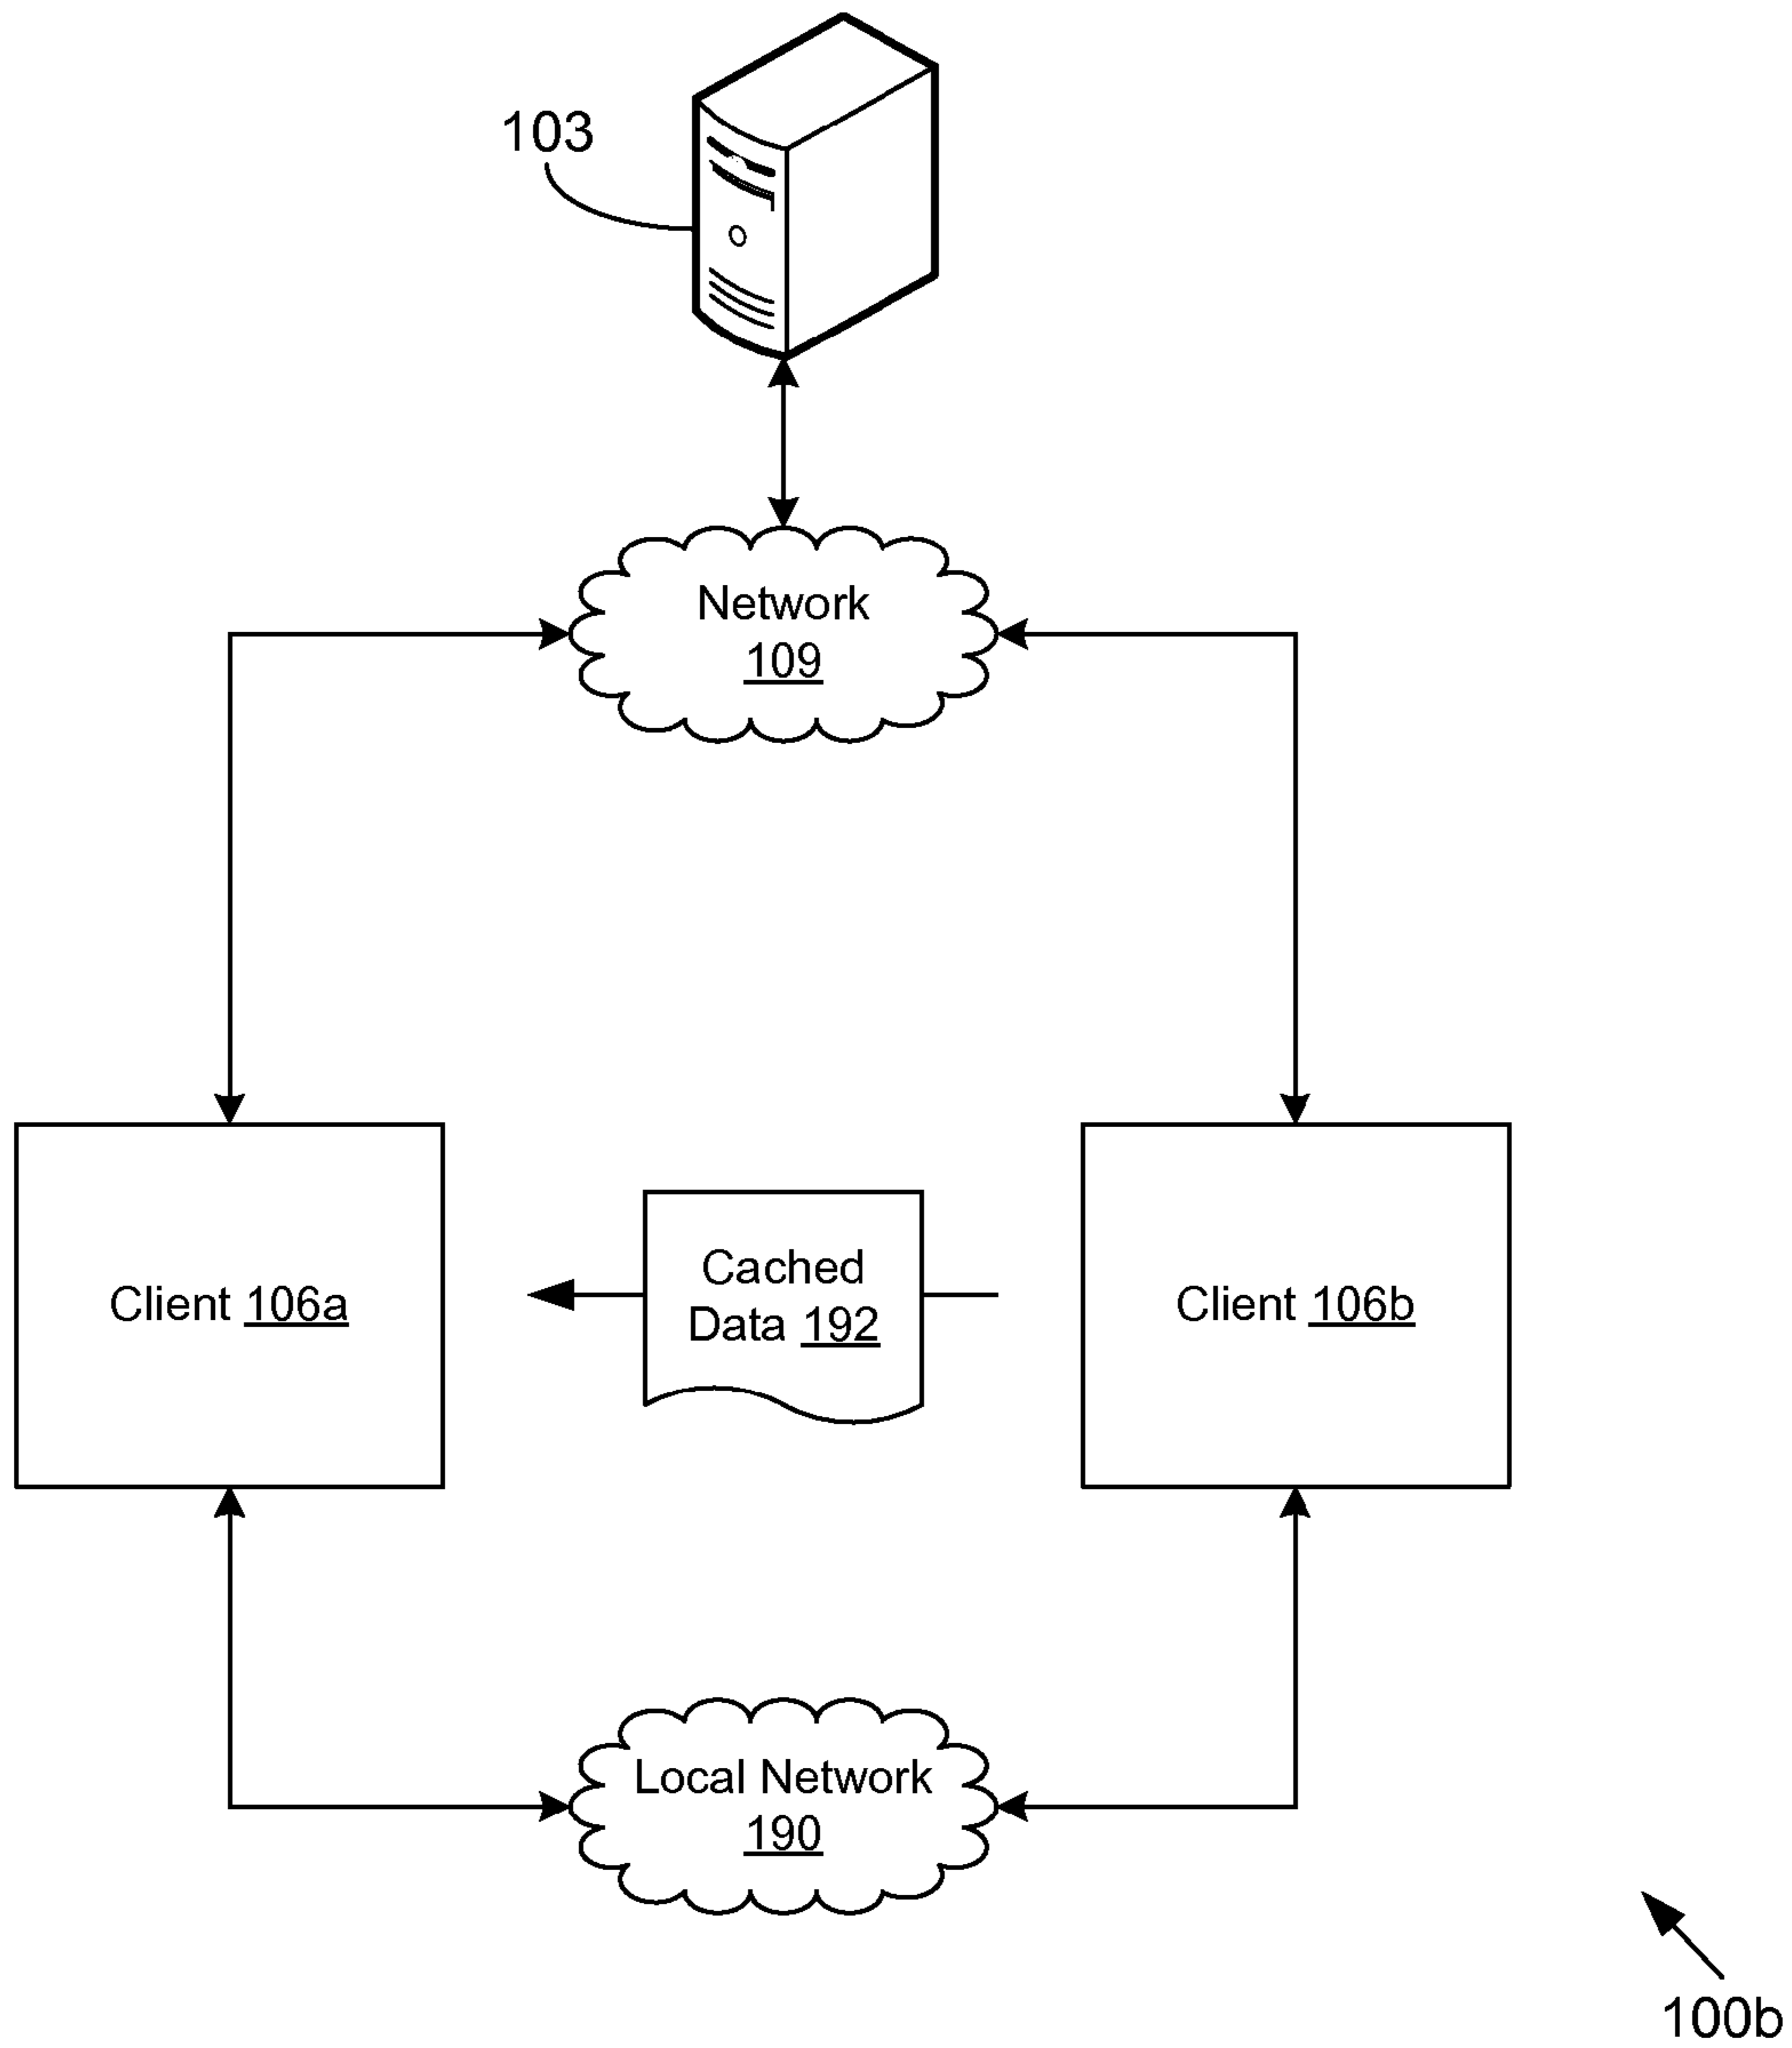 103
Network
109
Client 106a
Cached
Data 192
Client 106b
Local Network
190
100b